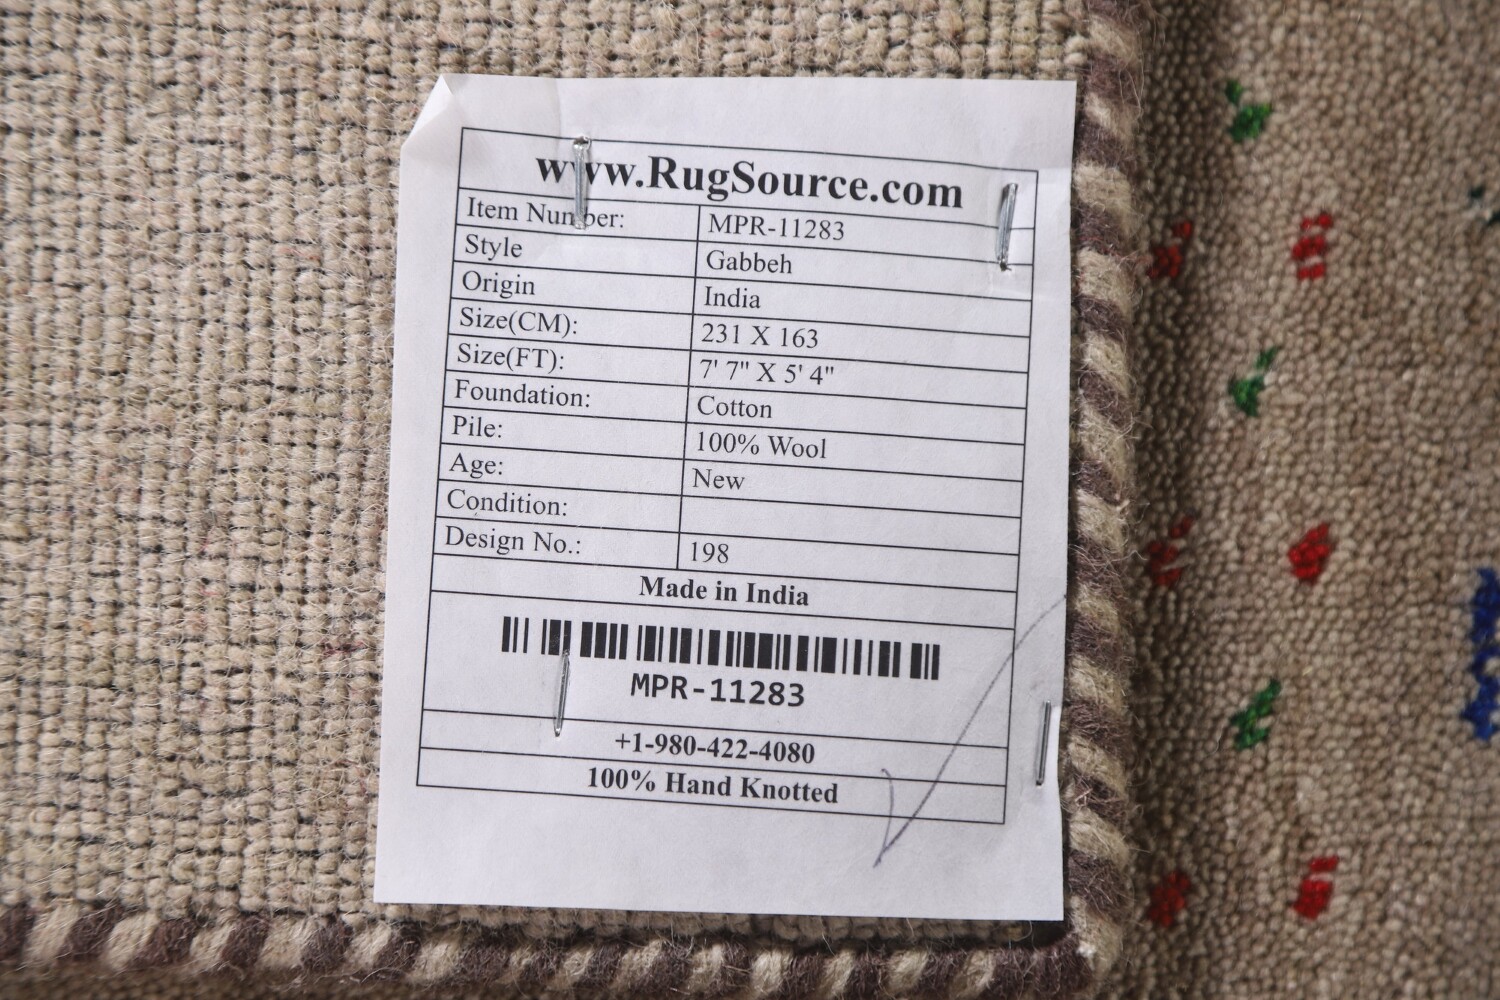 www.RugSource.com
Item Number: MPR-11283
Style Gabbeh
Origin India
Size(CM): 231 X 163
Size(FT): 7' 7" X 5' 4"
Foundation: Cotton
Pile: 100% Wool
Age: New
Condition:
Design No.: 198
Made in India
MPR-11283
+1-980-422-4080
100% Hand Knotted